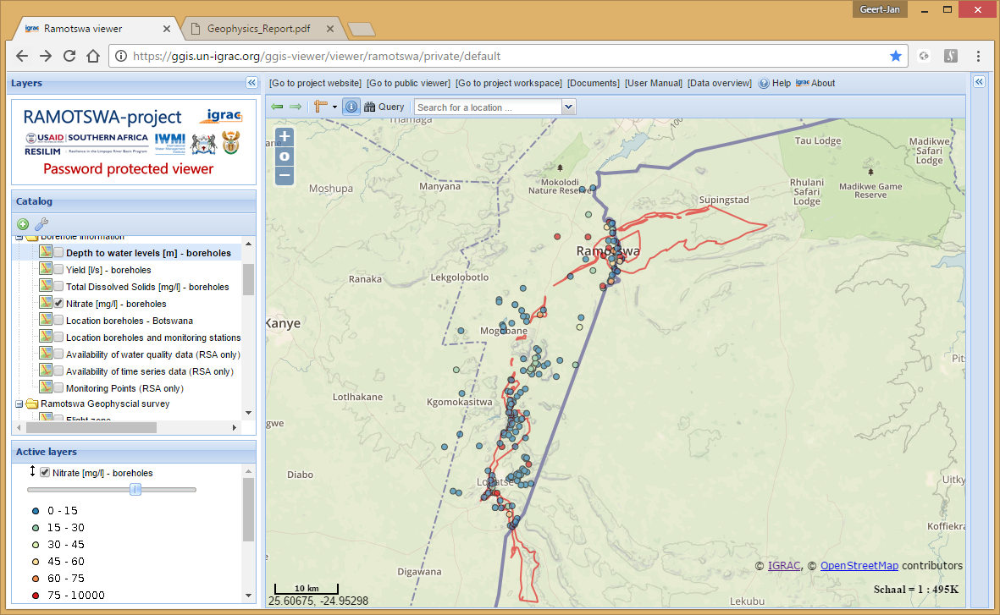 Geert-Jan
igrac Ramotswa viewer
Geophysics_Report.pdf
https://ggis.un-igrac.org/ggis-viewer/viewer/ramotswa/private/default
Layers
[Go to project website] [Go to public viewer] [Go to project workspace] [Documents] [User Manual] [Data overview] Help igrac About
Query
Search for a location ...
RAMOTSWA-project igrac
USAID SOUTHERN AFRICA IWMI
RESILIM
Password protected viewer
Catalog
Borehole information
Depth to water levels [m] - boreholes
Yield [l/s] - boreholes
Total Dissolved Solids [mg/l] - boreholes
Nitrate [mg/l] - boreholes
Location boreholes - Botswana
Location boreholes and monitoring stations
Availability of water quality data (RSA only)
Availability of time series data (RSA only)
Monitoring Points (RSA only)
Ramotswa Geophyscial survey
Flight zone
Active layers
Nitrate [mg/l] - boreholes
0 - 15
15 - 30
30 - 45
45 - 60
60 - 75
75 - 10000
Thamaga
100
Tau Lodge
Madikwe
Safari
Lodge
Moshupa
Manyana
Mokolodi
Nature Reserve
Rhulani
Safari
Lodge
Madikwe Game
Reserve
Supingstad
Ramotswa
Ranaka
Lekgolobotlo
Kanye
Mogobane
Lotlhakane
Kgomokasitwa
gwe
Diabo
Lobatse
Uitky
Koffiekra
Digawana
Lekubu
© IGRAC, © OpenStreetMap contributors
10 km
Schaal = 1 : 495K
25.60675, -24.95298